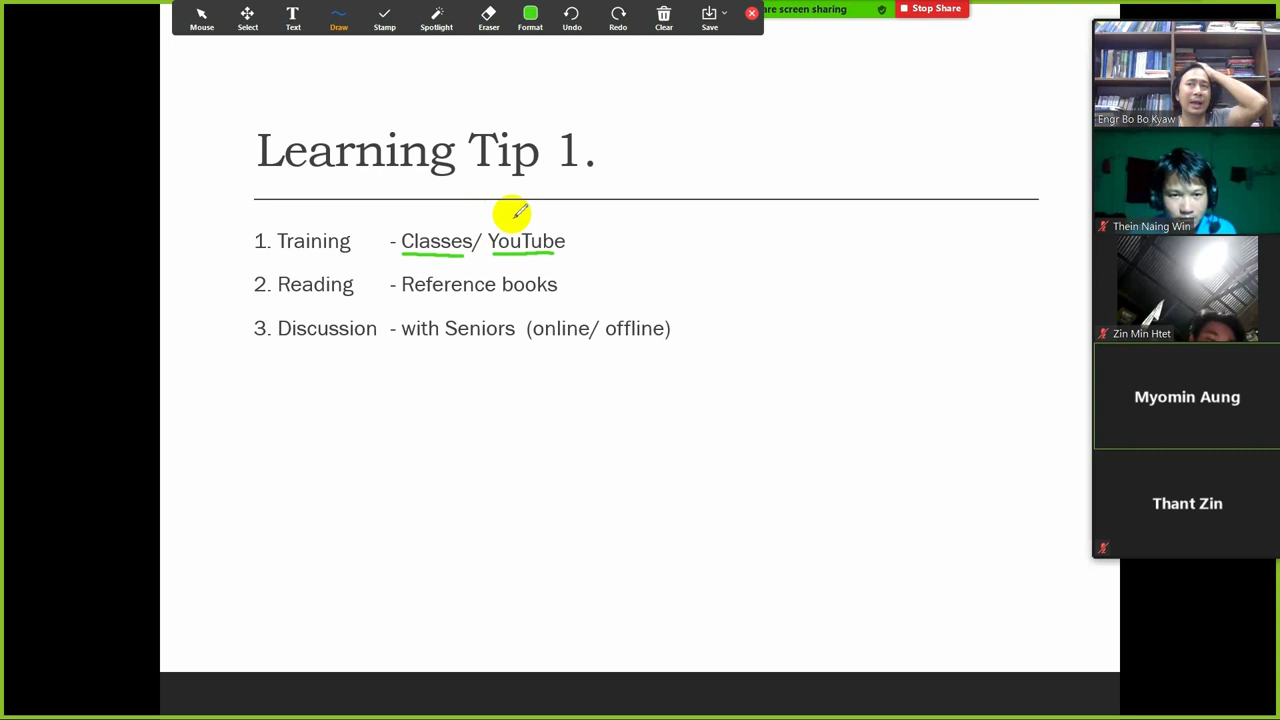 Mouse Select Text Draw Stamp Spotlight Eraser Format Undo Redo Clear Save
screen sharing Stop Share
Learning Tip 1.
1. Training - Classes/ YouTube
2. Reading - Reference books
3. Discussion - with Seniors (online/ offline)
Engr Bo Bo Kyaw
Thein Naing Win
Zin Min Htet
Myomin Aung
Thant Zin